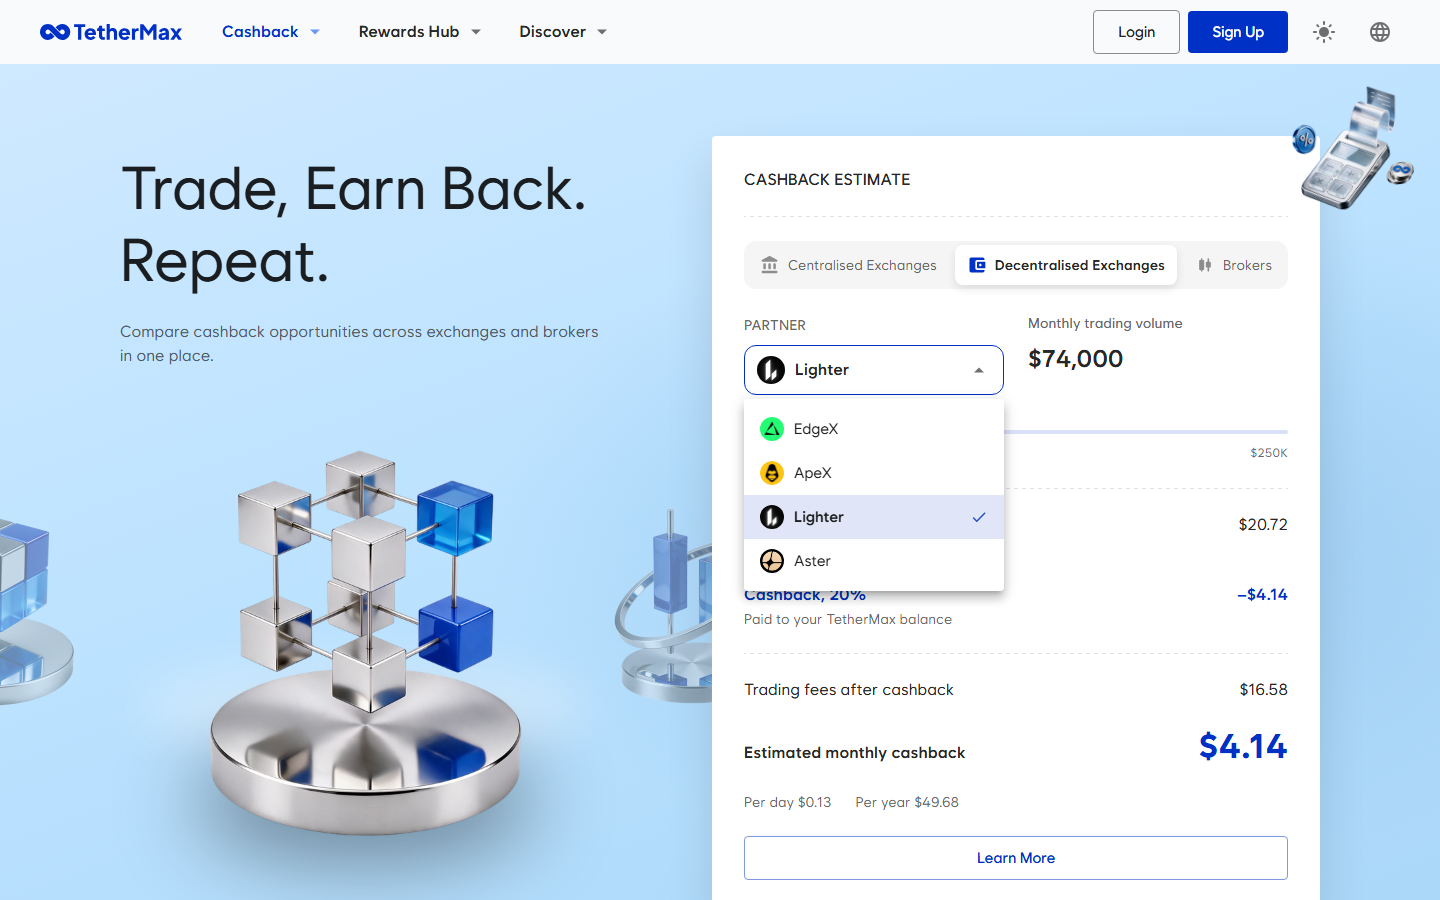 TetherMax
Cashback
Rewards Hub
Discover
Login
Sign Up
Trade, Earn Back.
Repeat.
Compare cashback opportunities across exchanges and brokers
in one place.
CASHBACK ESTIMATE
Centralised Exchanges
Decentralised Exchanges
Brokers
PARTNER
Lighter
Monthly trading volume
$74,000
EdgeX
ApeX
Lighter
Aster
$250K
$20.72
Cashback, 20%
–$4.14
Paid to your TetherMax balance
Trading fees after cashback
$16.58
Estimated monthly cashback
$4.14
Per day $0.13
Per year $49.68
Learn More